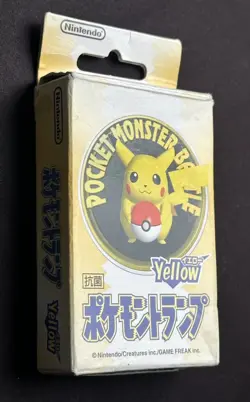 Nintendo
POCKET MONSTER BATTLE
イエロー
Yellow
抗菌
ポケモントランプ
©Nintendo/Creatures inc./GAME FREAK inc.
Nintendo
ポケモントランプ
Yellow